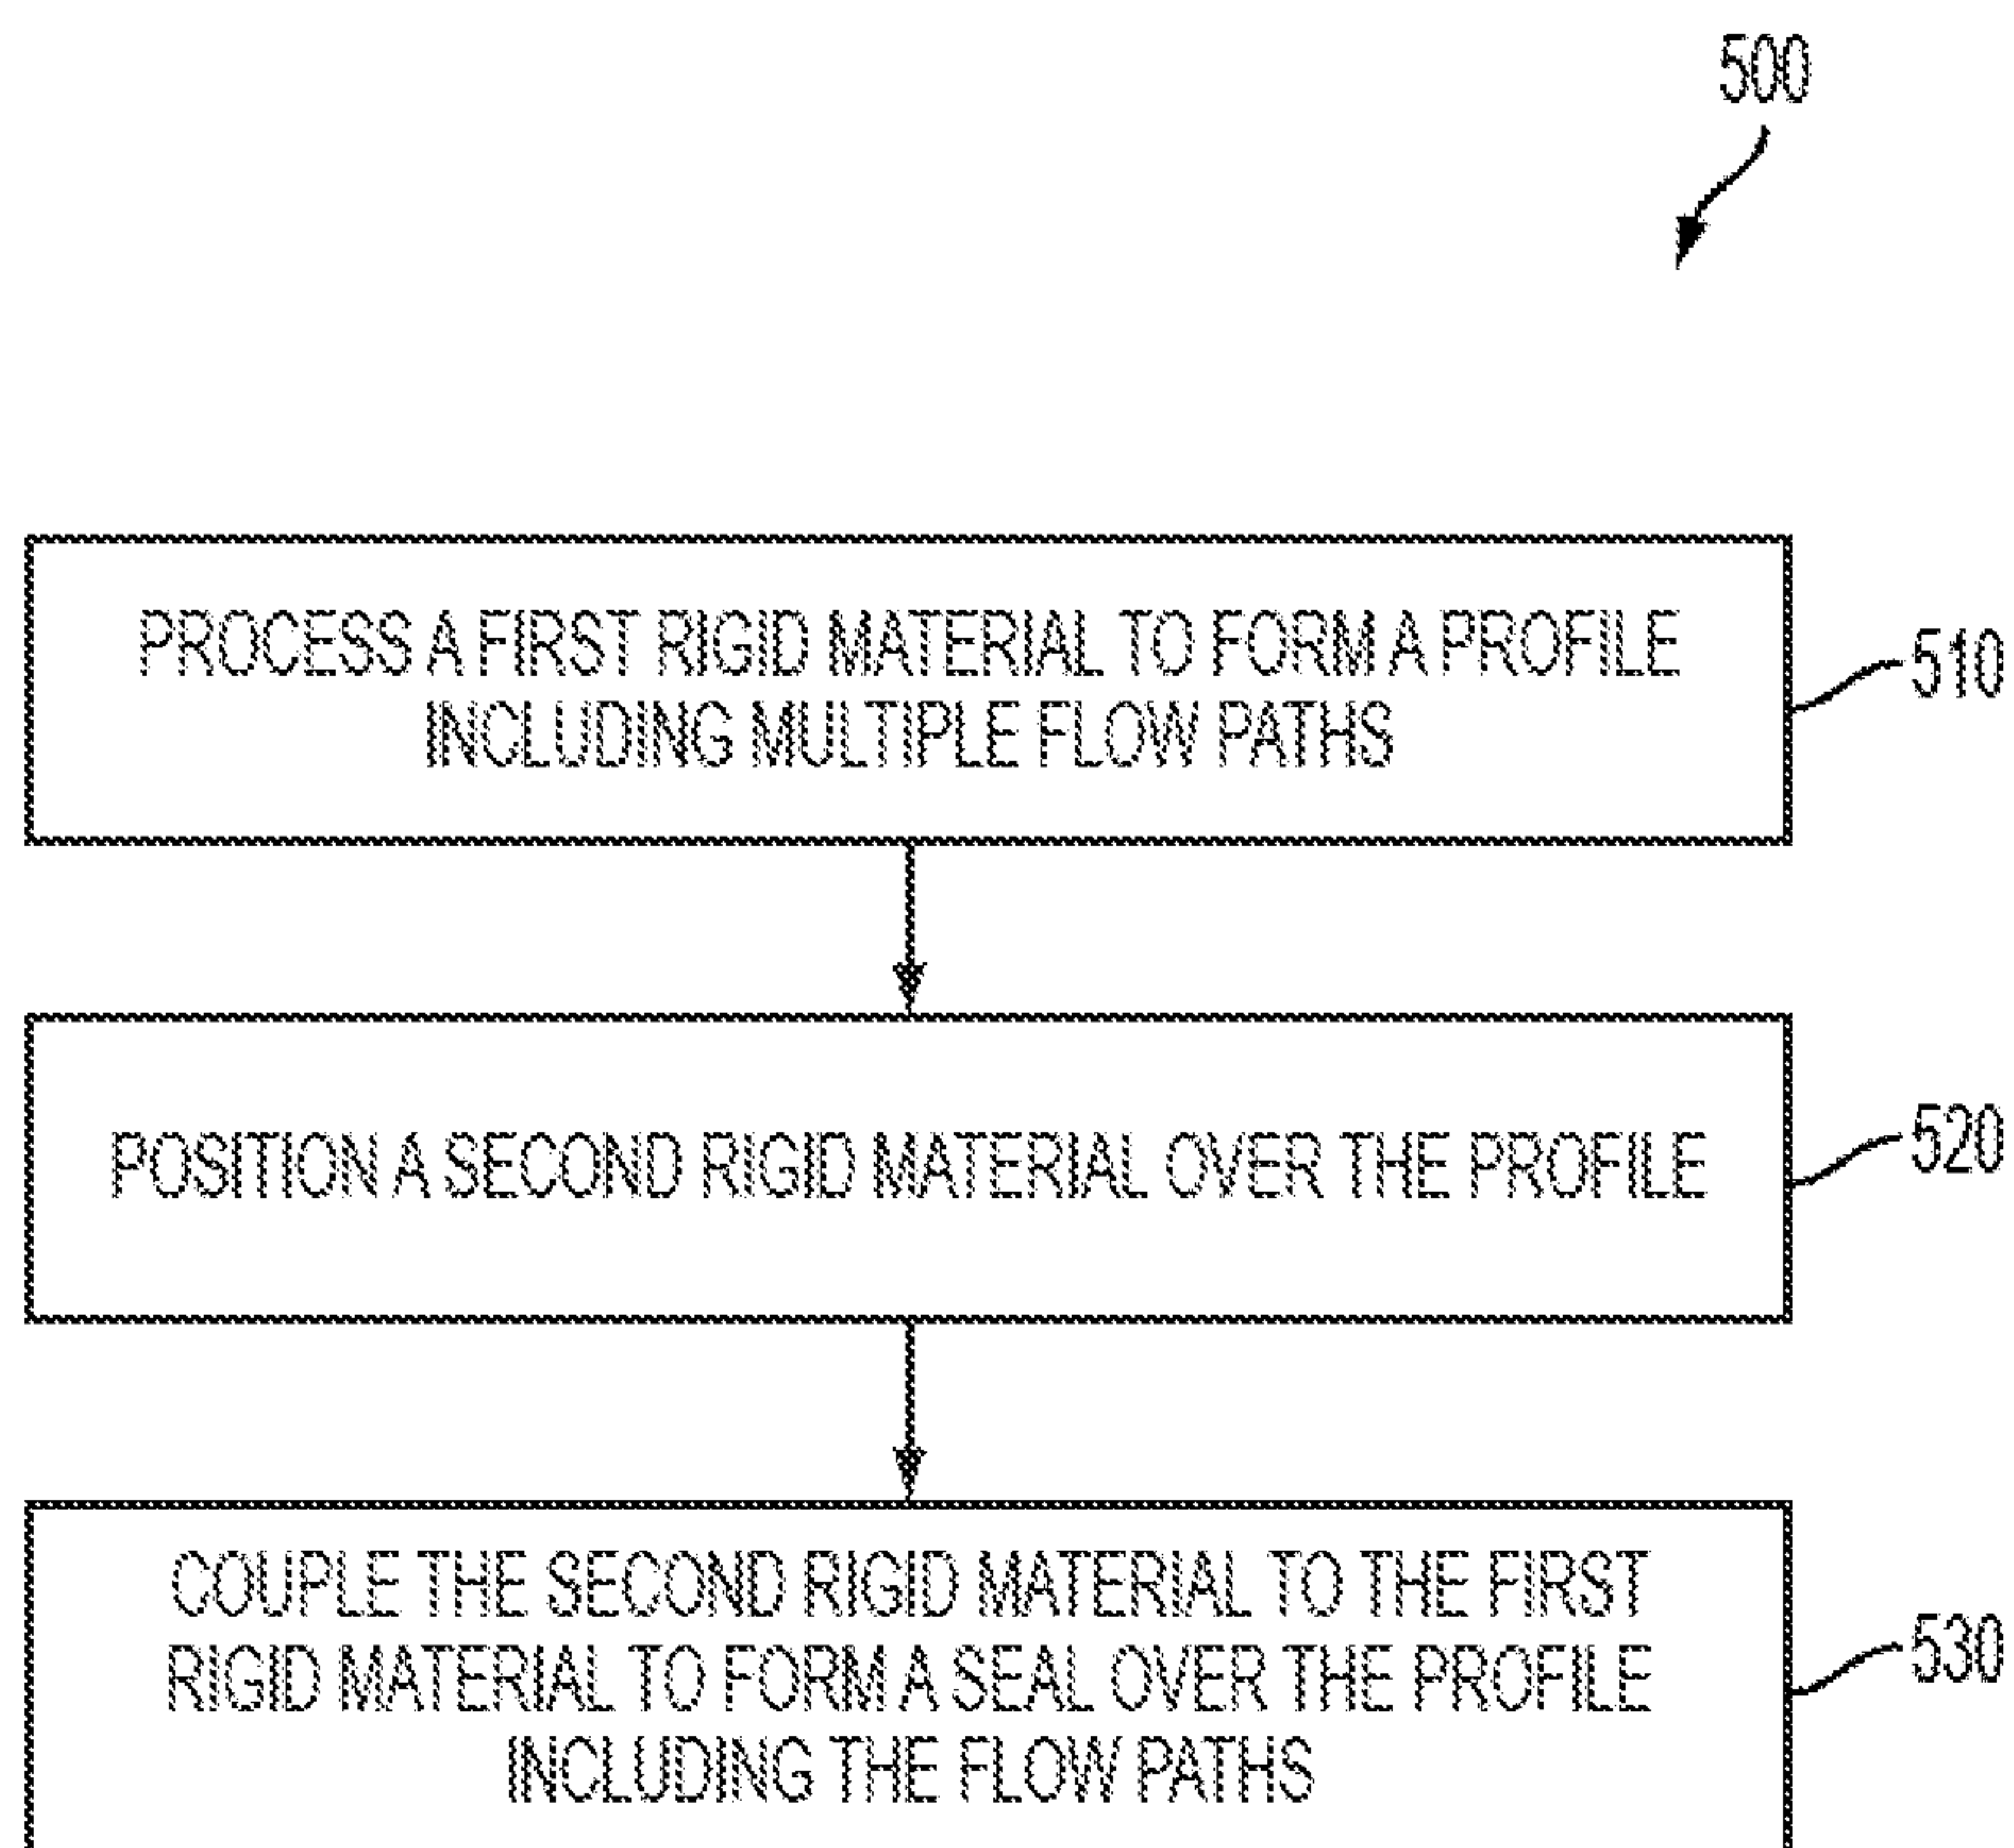 500
PROCESS A FIRST RIGID MATERIAL TO FORM A PROFILE
INCLUDING MULTIPLE FLOW PATHS
510
POSITION A SECOND RIGID MATERIAL OVER THE PROFILE
520
COUPLE THE SECOND RIGID MATERIAL TO THE FIRST
RIGID MATERIAL TO FORM A SEAL OVER THE PROFILE
INCLUDING THE FLOW PATHS
530